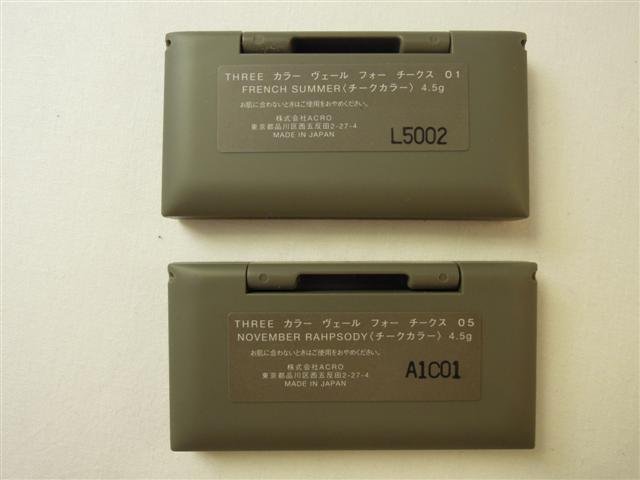 THREE カラー ヴェール フォー チークス 01
FRENCH SUMMER〈チークカラー〉 4.5g
お肌に合わないときはご使用をおやめください。
株式会社ACRO
東京都品川区西五反田2-27-4
MADE IN JAPAN
L5002
THREE カラー ヴェール フォー チークス 05
NOVEMBER RAHPSODY〈チークカラー〉 4.5g
お肌に合わないときはご使用をおやめください。
株式会社ACRO
東京都品川区西五反田2-27-4
MADE IN JAPAN
A1C01